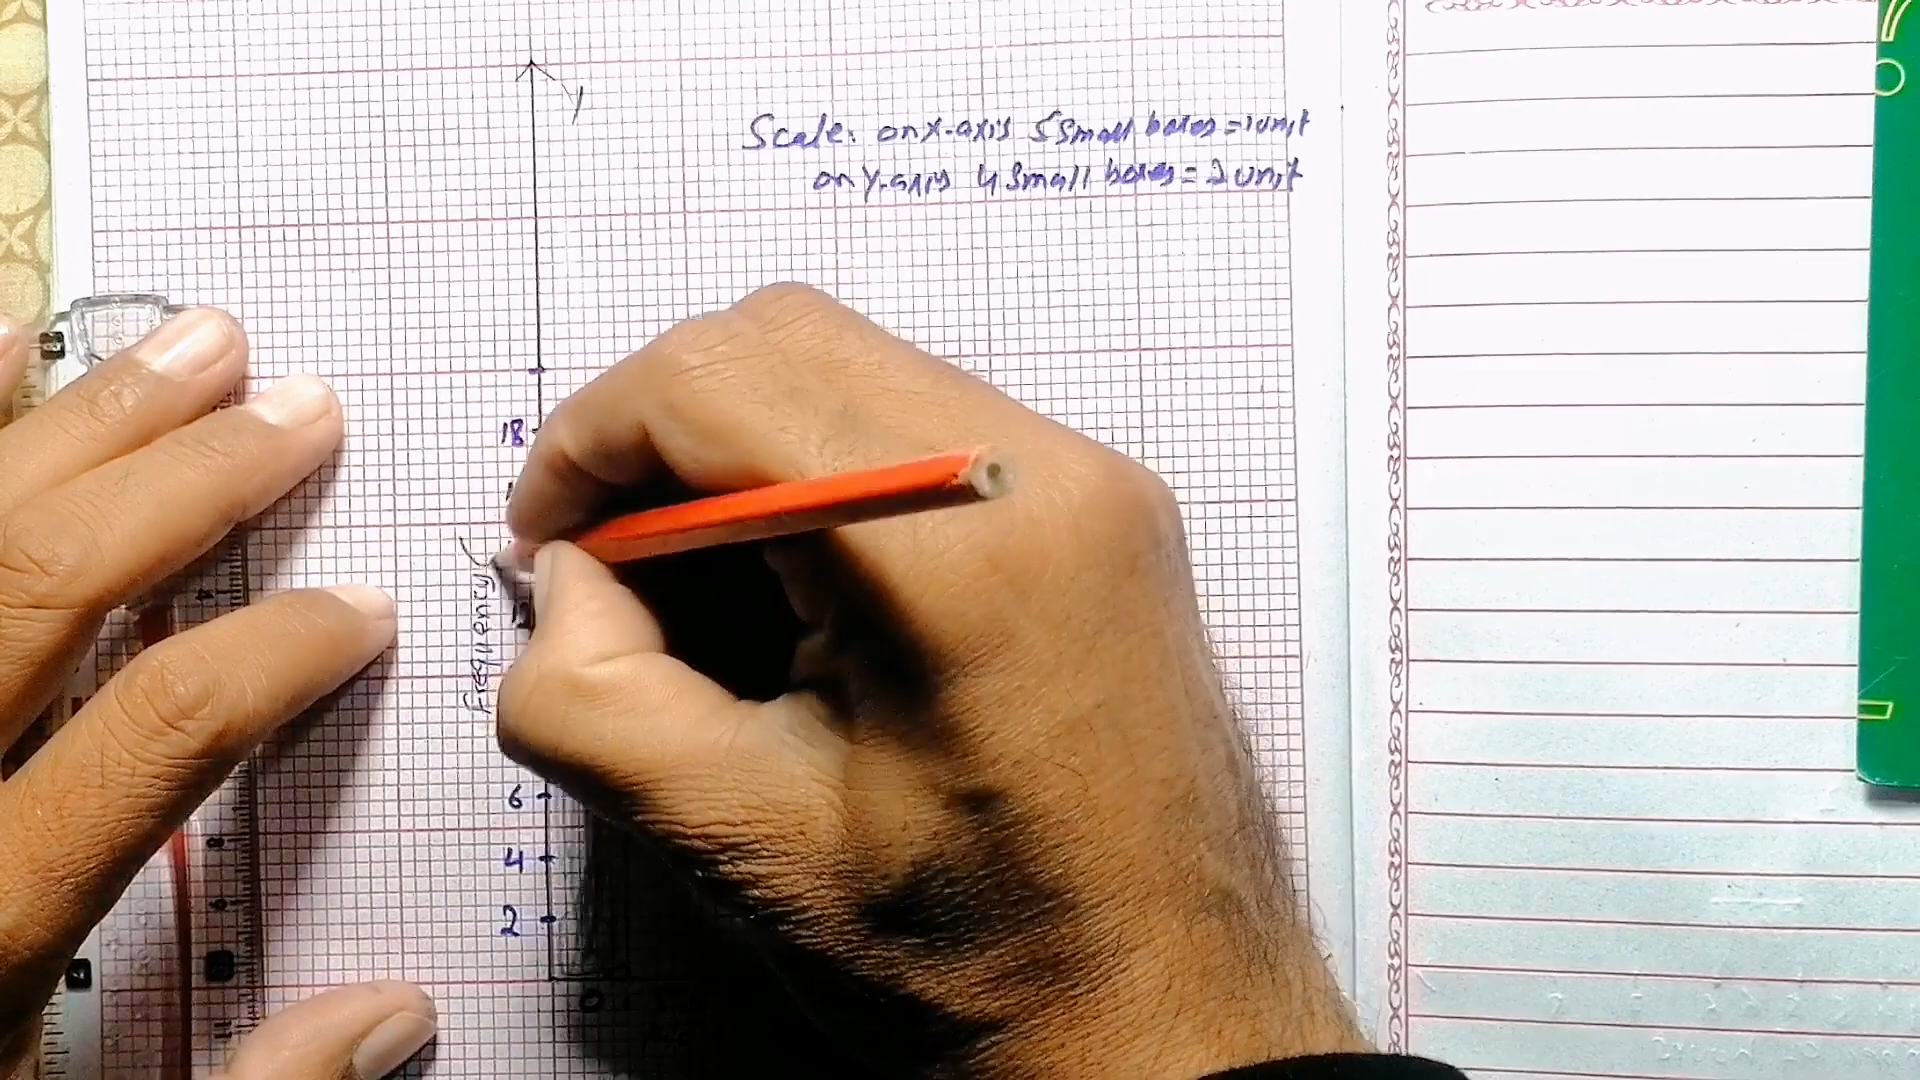 Y
Scale: on x-axis 5 small boxes = 1 unit
on y-axis 4 small boxes = 2 unit
18
Frequency
6
4
2
0